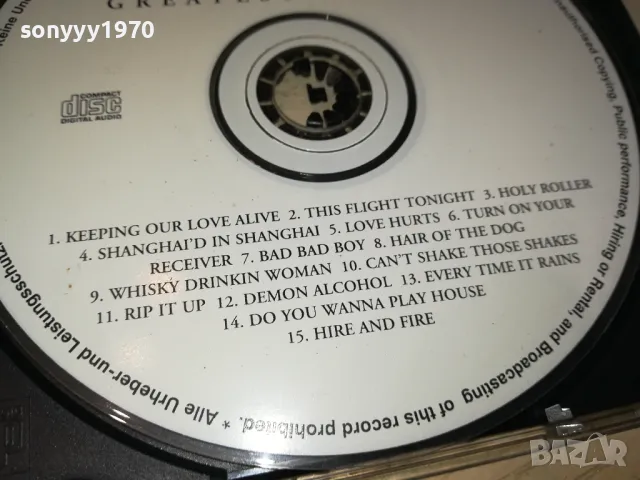 sonyyy1970
COMPACT
disc
DIGITAL AUDIO
1. KEEPING OUR LOVE ALIVE 2. THIS FLIGHT TONIGHT 3. HOLY ROLLER
4. SHANGHAI'D IN SHANGHAI 5. LOVE HURTS 6. TURN ON YOUR
RECEIVER 7. BAD BAD BOY 8. HAIR OF THE DOG
9. WHISKY DRINKIN WOMAN 10. CAN'T SHAKE THOSE SHAKES
11. RIP IT UP 12. DEMON ALCOHOL 13. EVERY TIME IT RAINS
14. DO YOU WANNA PLAY HOUSE
15. HIRE AND FIRE
Copying, Public performance, Hiring or Rental, and Broadcasting of this record prohibited. * Alle Urheber-und Leistungsschutz
BAZAR